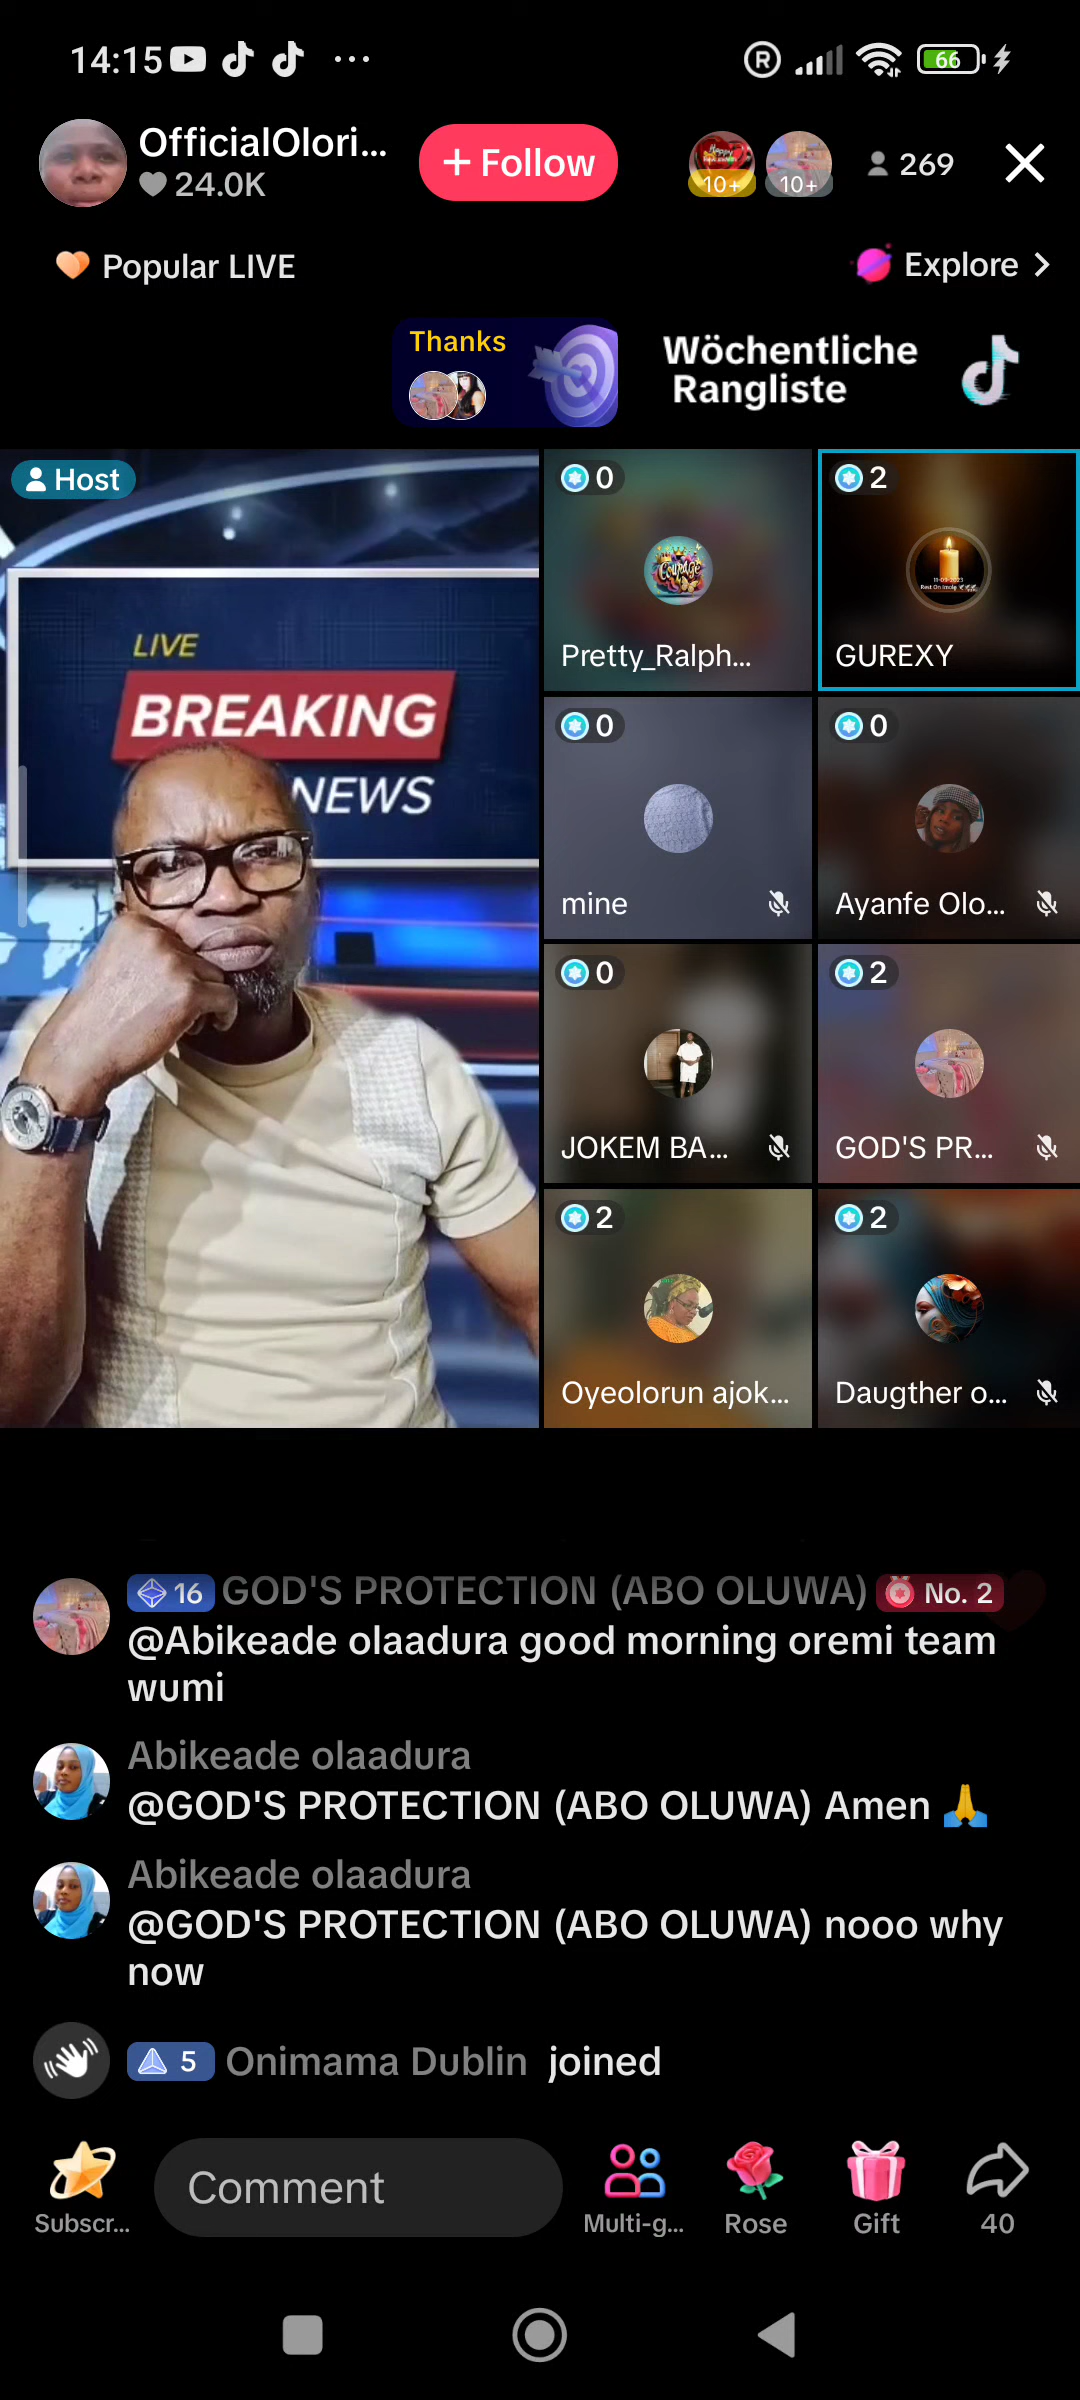 14:15
66
OfficialOlori...
24.0K
+ Follow
10+
10+
269
Popular LIVE
Explore
Thanks
Wöchentliche
Rangliste
Host
LIVE
BREAKING
NEWS
0
Pretty_Ralph...
2
GUREXY
0
mine
0
Ayanfe Olo...
0
JOKEM BA...
2
GOD'S PR...
2
Oyeolorun ajok...
2
Daugther o...
16 GOD'S PROTECTION (ABO OLUWA) No. 2
@Abikeade olaadura good morning oremi team
wumi
Abikeade olaadura
@GOD'S PROTECTION (ABO OLUWA) Amen 🙏
Abikeade olaadura
@GOD'S PROTECTION (ABO OLUWA) nooo why
now
5 Onimama Dublin joined
Subscr...
Comment
Multi-g...
Rose
Gift
40